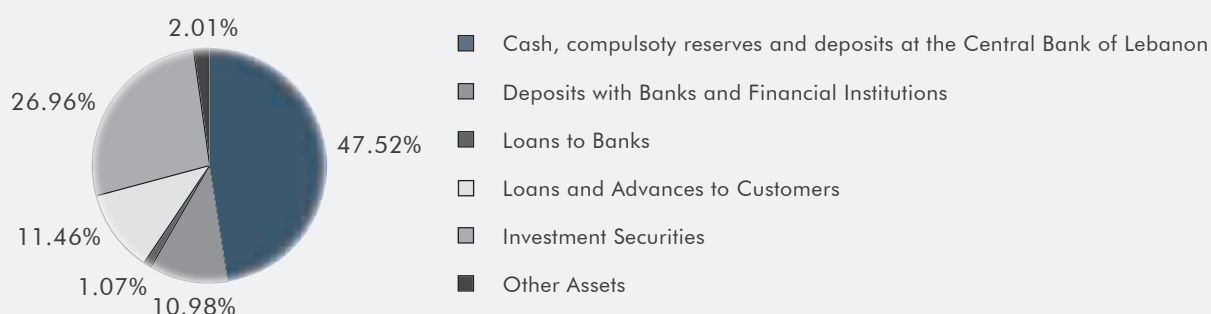 2.01%
26.96%
47.52%
11.46%
1.07%
10.98%
Cash, compulsoty reserves and deposits at the Central Bank of Lebanon
Deposits with Banks and Financial Institutions
Loans to Banks
Loans and Advances to Customers
Investment Securities
Other Assets